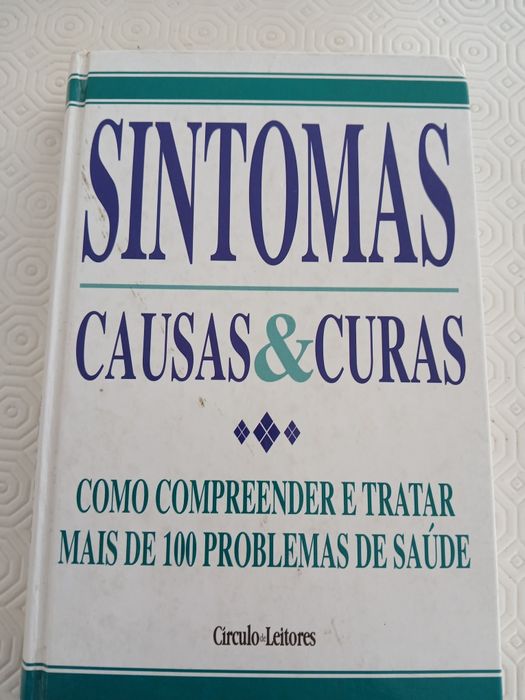 SINTOMAS
CAUSAS & CURAS
COMO COMPREENDER E TRATAR
MAIS DE 100 PROBLEMAS DE SAÚDE
Círculo de Leitores